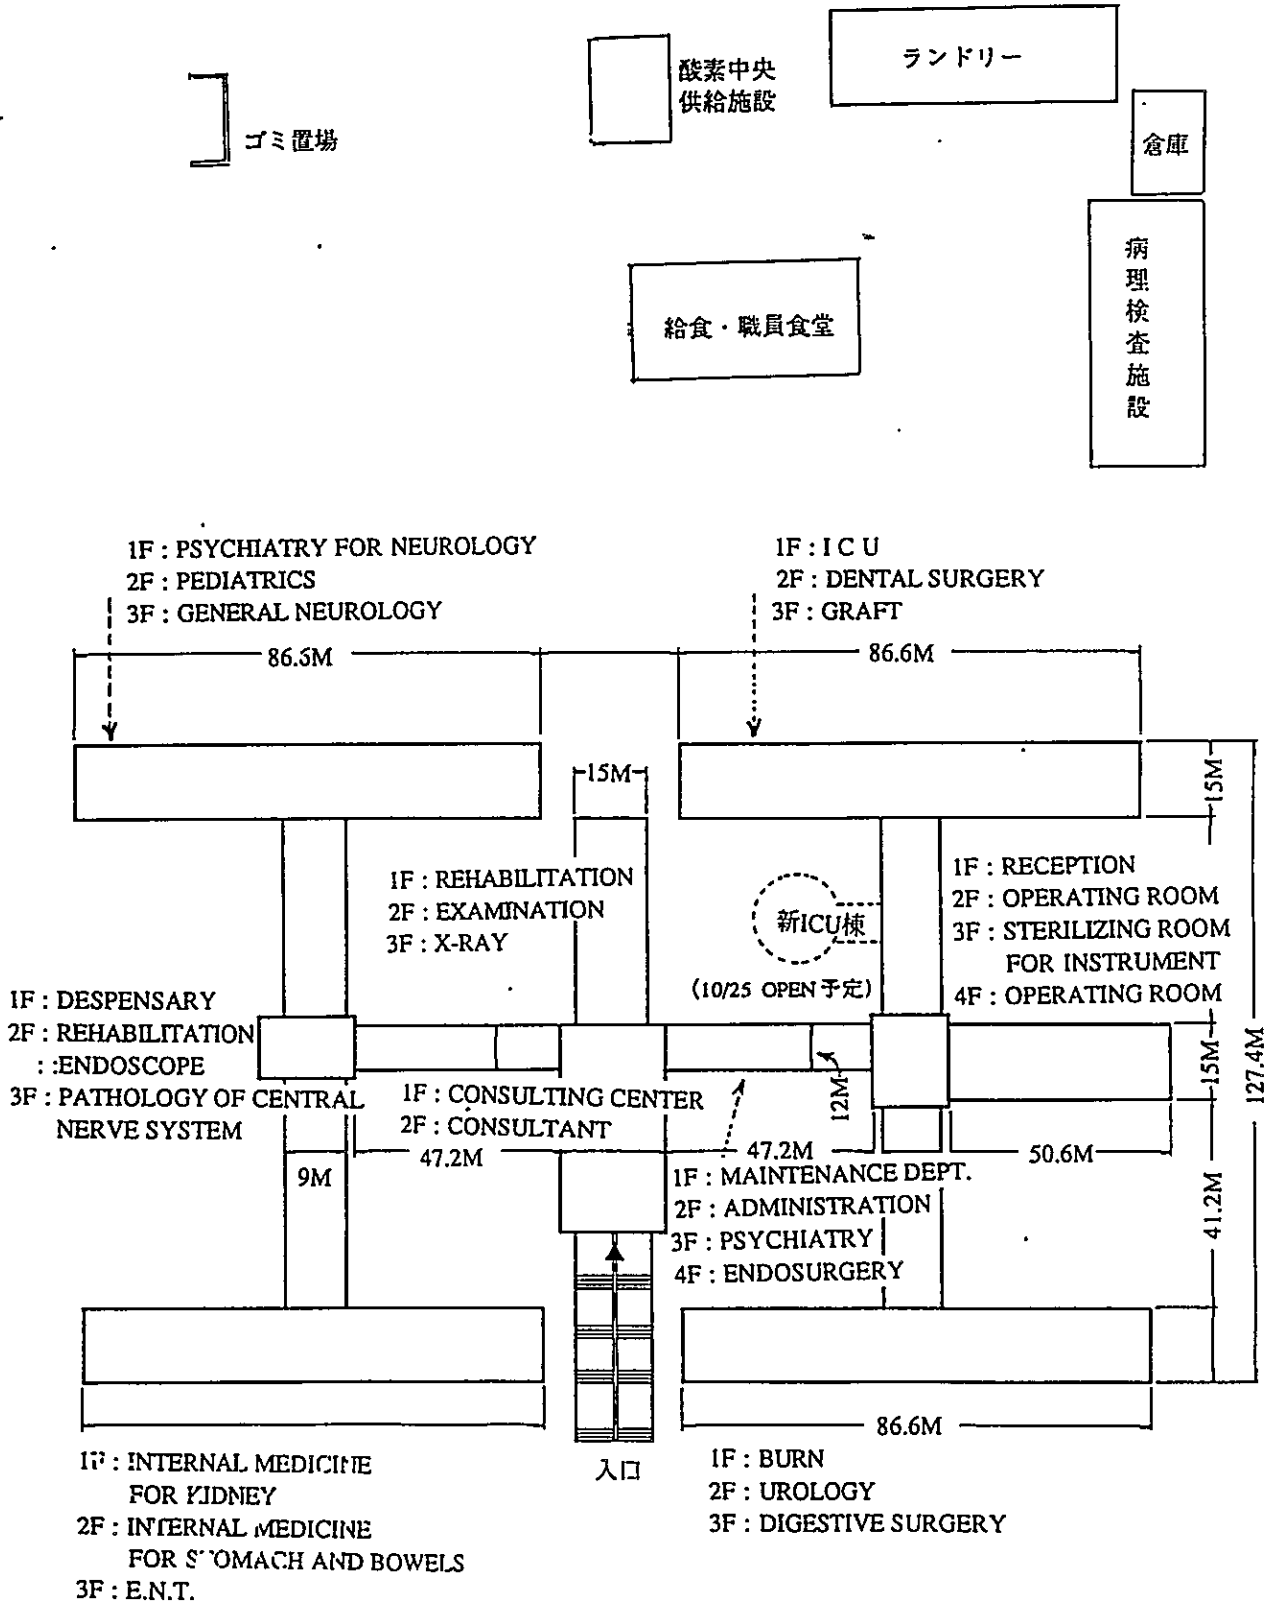 ランドリー
酸素中央
供給施設
ゴミ置場
倉庫
病理検査施設
給食・職員食堂
1F : PSYCHIATRY FOR NEUROLOGY
2F : PEDIATRICS
3F : GENERAL NEUROLOGY
1F : I C U
2F : DENTAL SURGERY
3F : GRAFT
86.6M
86.6M
15M
15M
1F : REHABILITATION
2F : EXAMINATION
3F : X-RAY
新ICU棟
(10/25 OPEN 予定)
1F : RECEPTION
2F : OPERATING ROOM
3F : STERILIZING ROOM
FOR INSTRUMENT
4F : OPERATING ROOM
1F : DESPENSARY
2F : REHABILITATION
: :ENDOSCOPE
3F : PATHOLOGY OF CENTRAL
NERVE SYSTEM
1F : CONSULTING CENTER
2F : CONSULTANT
12M
15M
127.4M
47.2M
47.2M
50.6M
9M
41.2M
1F : MAINTENANCE DEPT.
2F : ADMINISTRATION
3F : PSYCHIATRY
4F : ENDOSURGERY
86.6M
入口
1F : INTERNAL MEDICINE
FOR KIDNEY
2F : INTERNAL MEDICINE
FOR STOMACH AND BOWELS
3F : E.N.T.
1F : BURN
2F : UROLOGY
3F : DIGESTIVE SURGERY